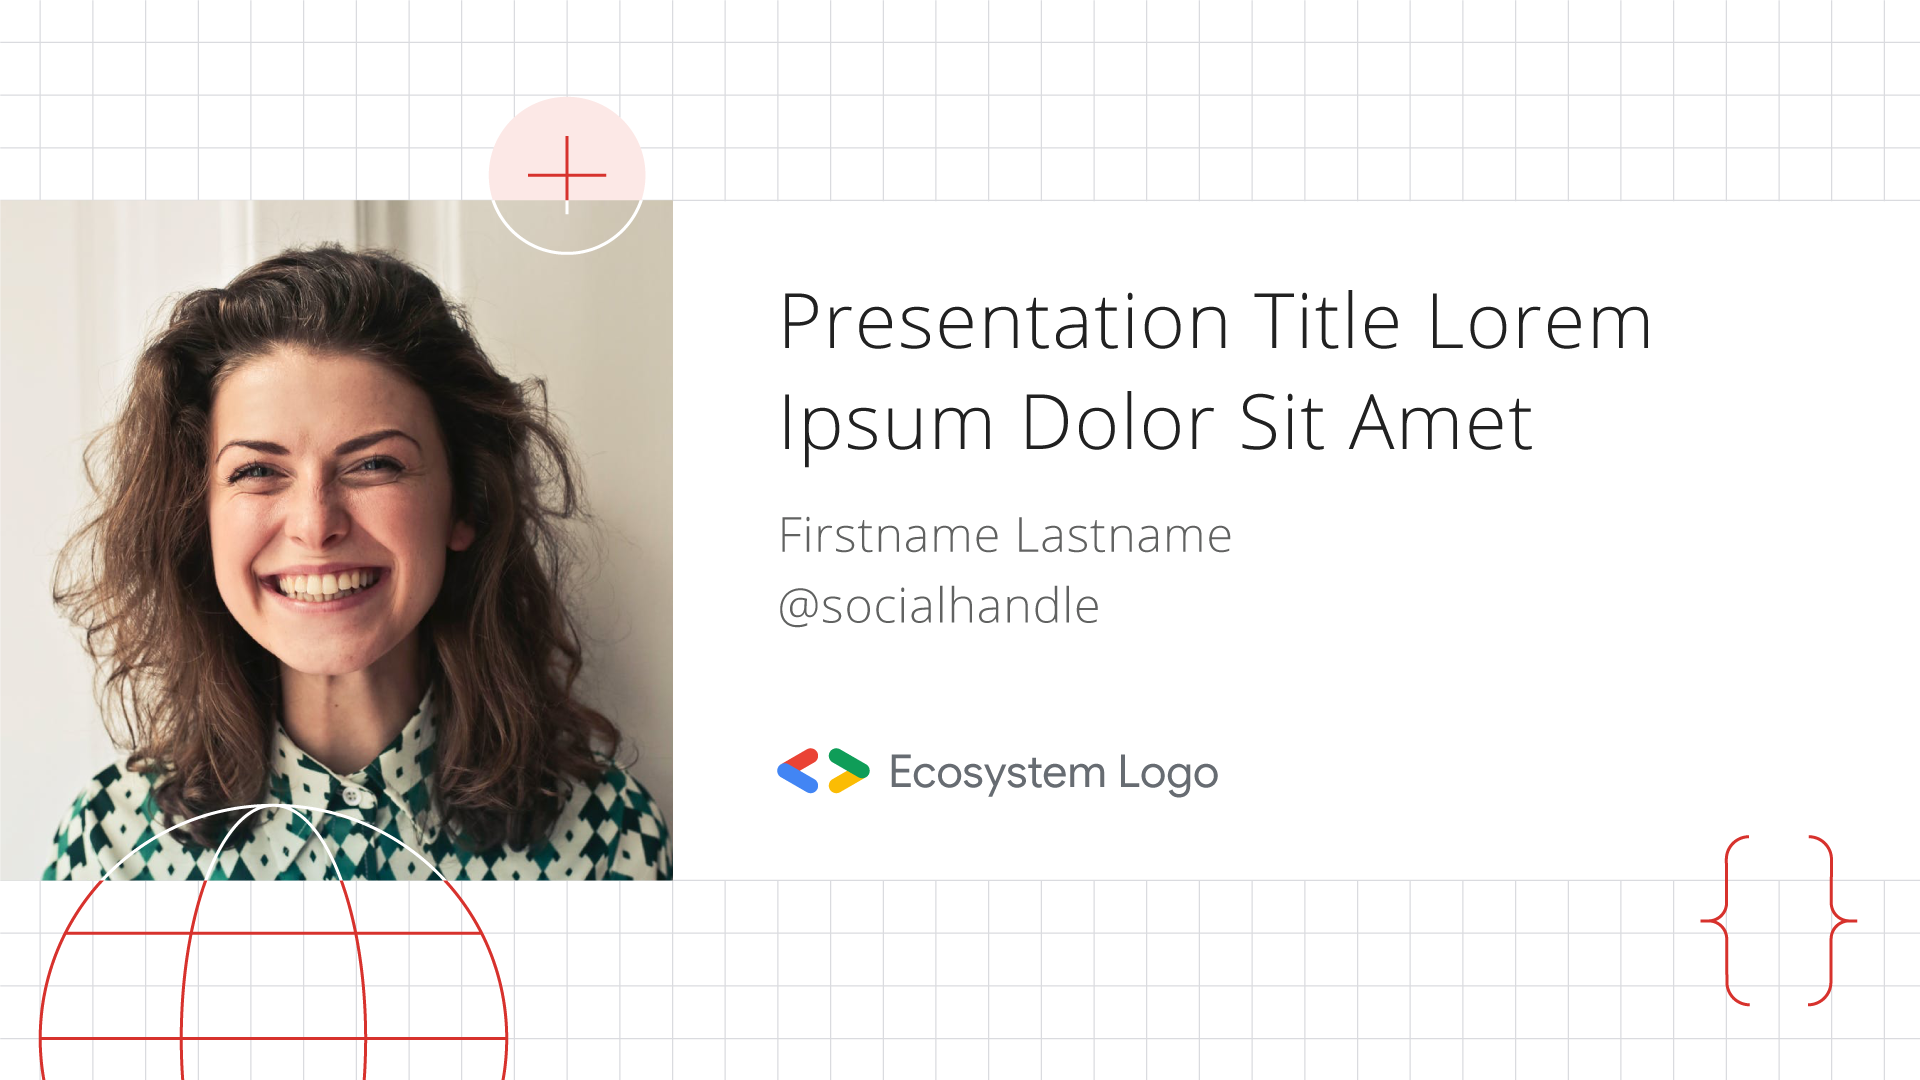 Presentation Title Lorem
Ipsum Dolor Sit Amet
Firstname Lastname
@socialhandle
Ecosystem Logo